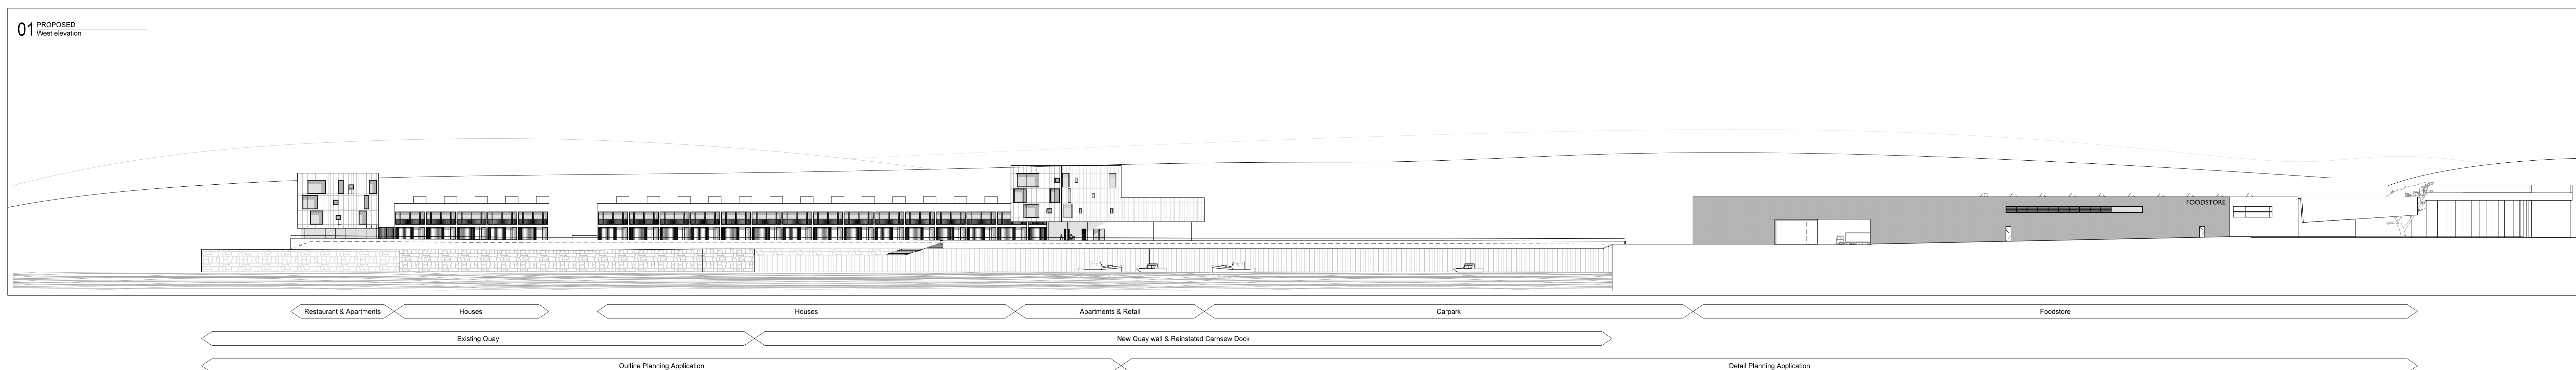 01 PROPOSED
West elevation
FOODSTORE
Restaurant & Apartments
Houses
Houses
Apartments & Retail
Carpark
Foodstore
Existing Quay
New Quay wall & Reinstated Carnsew Dock
Outline Planning Application
Detail Planning Application